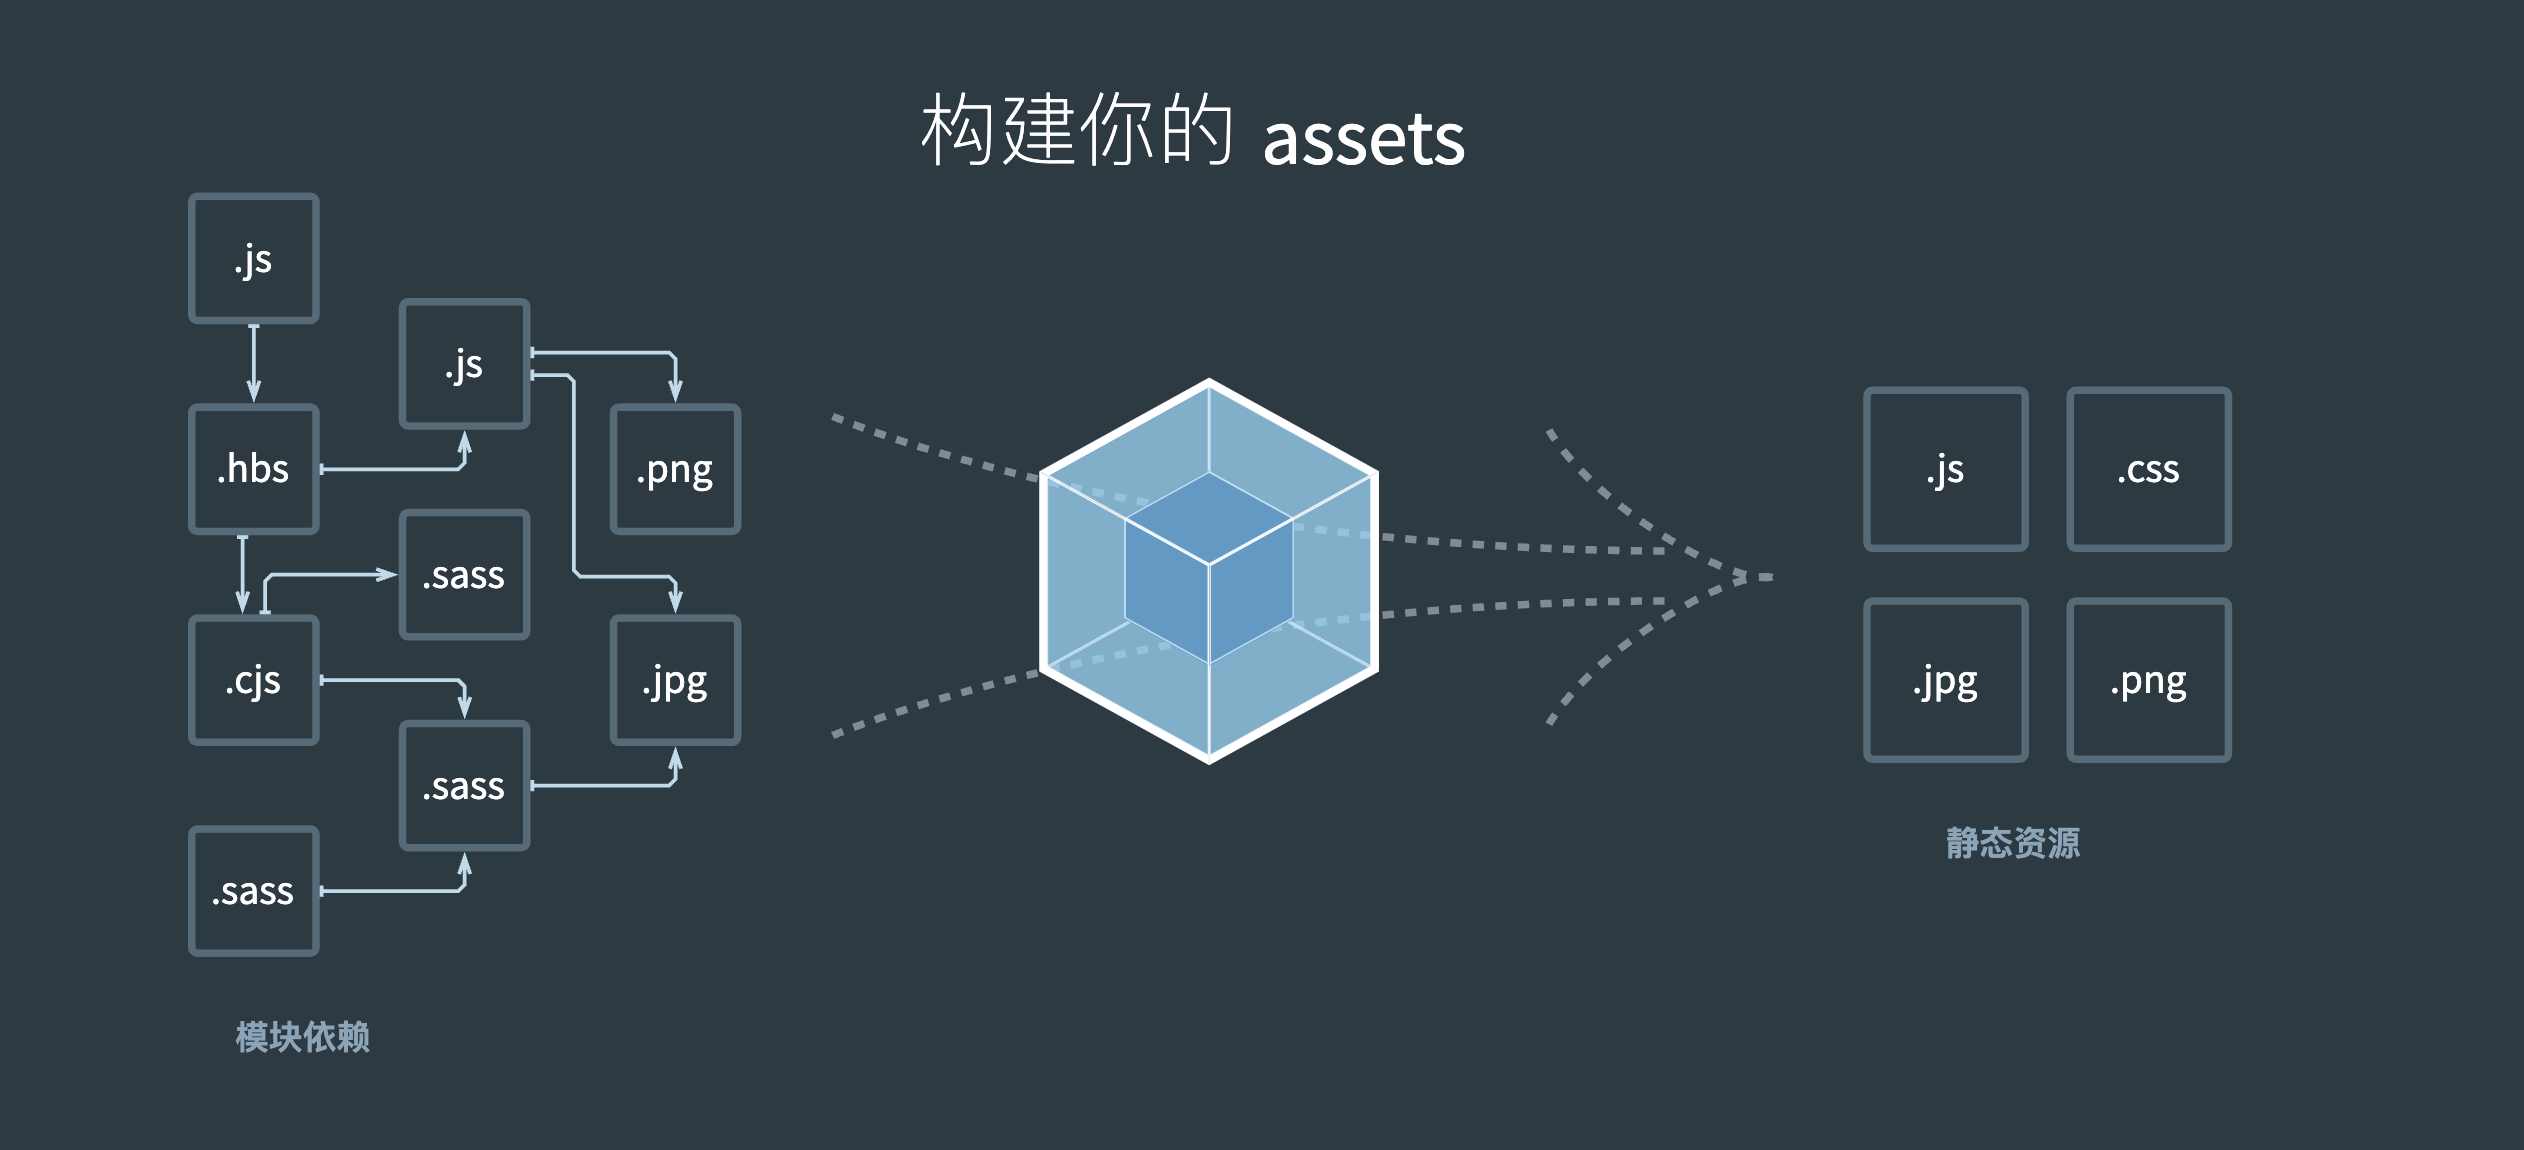 构建你的 assets
.js
.js
.hbs
.png
.sass
.cjs
.jpg
.sass
.sass
模块依赖
.js
.css
.jpg
.png
静态资源